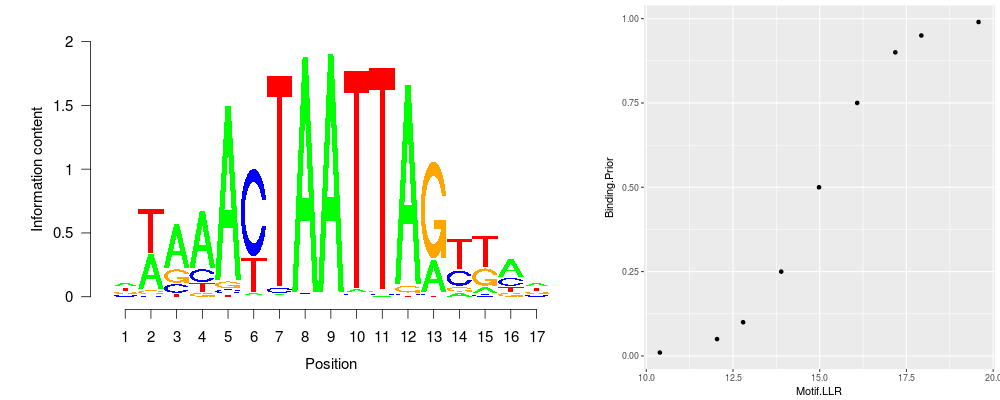 2
1.5
1
0.5
0
Information content
1 2 3 4 5 6 7 8 9 10 11 12 13 14 15 16 17
Position
T A A A A C T A A T T A G T T A
A G C G T A C G A C
1.00
0.75
0.50
0.25
0.00
Binding.Prior
10.0 12.5 15.0 17.5 20.0
Motif.LLR